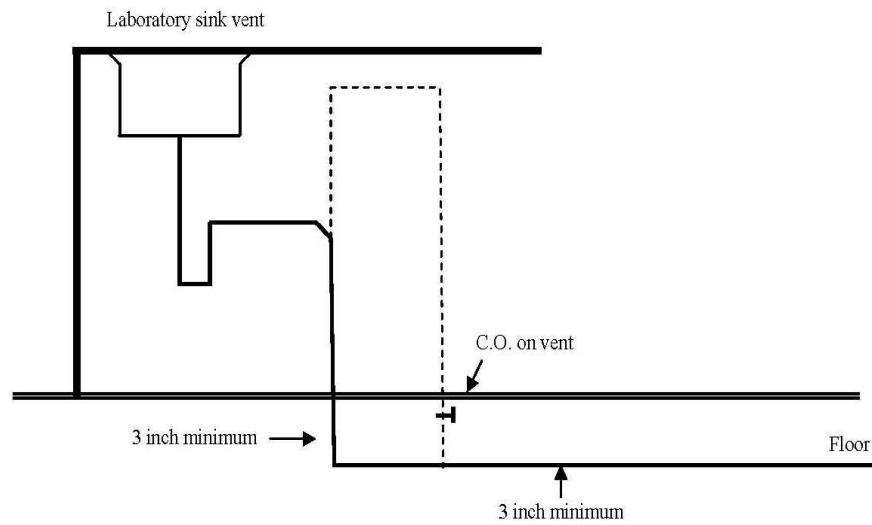 Laboratory sink vent
C.O. on vent
3 inch minimum
Floor
3 inch minimum